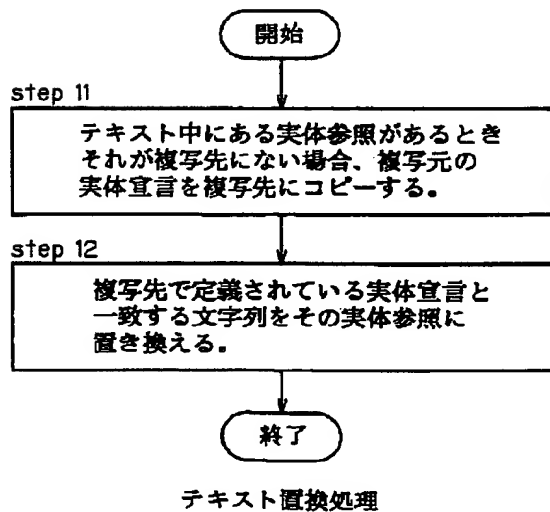 開始
step 11
テキスト中にある実体参照があるとき
それが複写先にない場合、複写元の
実体宣言を複写先にコピーする。
step 12
複写先で定義されている実体宣言と
一致する文字列をその実体参照に
置き換える。
終了
テキスト置換処理